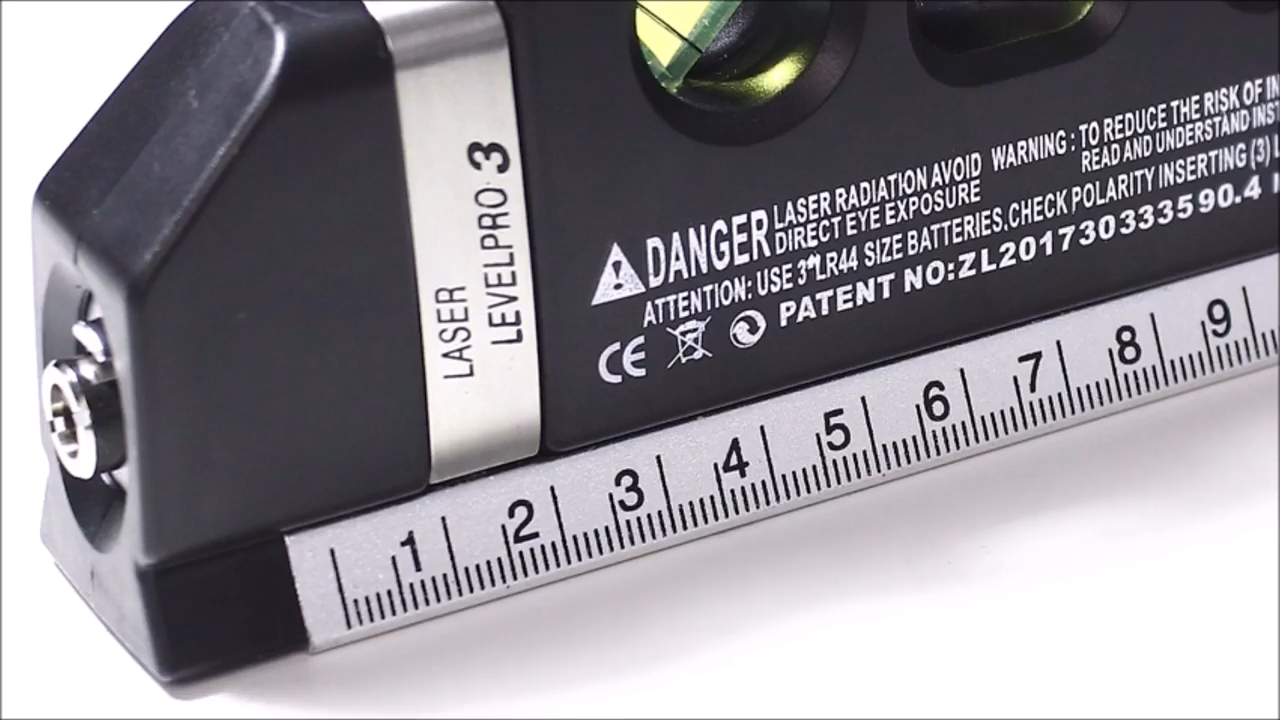 LASER
LEVELPRO 3
DANGER
LASER RADIATION AVOID
DIRECT EYE EXPOSURE
WARNING : TO REDUCE THE RISK OF
READ AND UNDERSTAND
ATTENTION: USE 3*LR44 SIZE BATTERIES.CHECK POLARITY INSERTING (3)
PATENT NO:ZL201730333590.4
CE
1 2 3 4 5 6 7 8 9